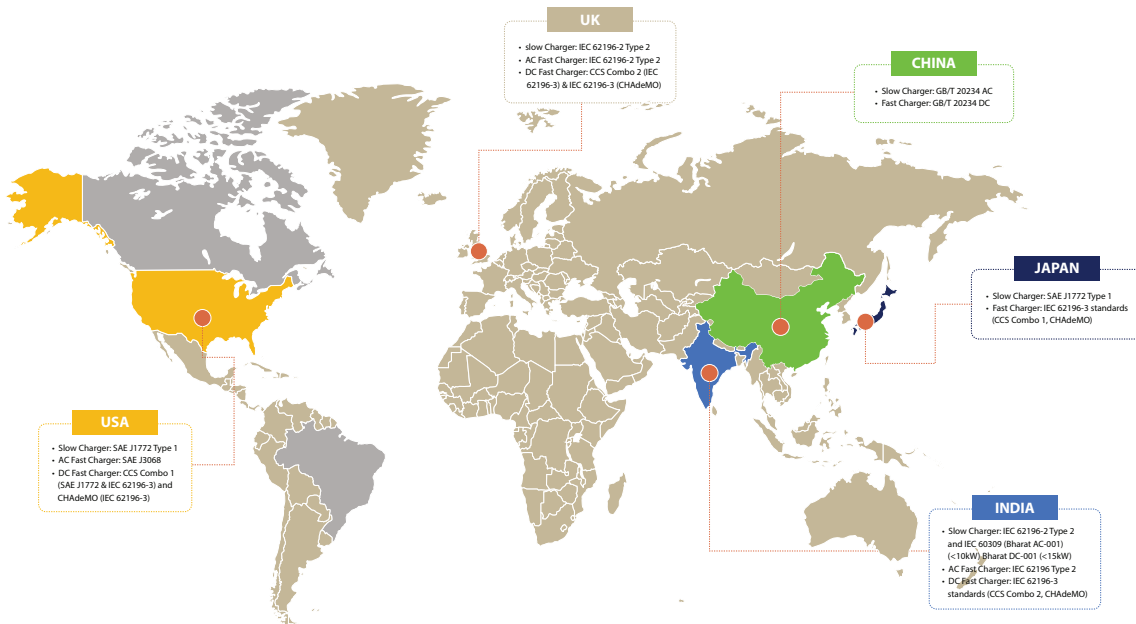 UK
• slow Charger: IEC 62196-2 Type 2
• AC Fast Charger: IEC 62196-2 Type 2
• DC Fast Charger: CCS Combo 2 (IEC
62196-3) & IEC 62196-3 (CHAdeMO)
CHINA
• Slow Charger: GB/T 20234 AC
• Fast Charger: GB/T 20234 DC
JAPAN
• Slow Charger: SAE J1772 Type 1
• Fast Charger: IEC 62196-3 standards
(CCS Combo 1, CHAdeMO)
USA
• Slow Charger: SAE J1772 Type 1
• AC Fast Charger: SAE J3068
• DC Fast Charger: CCS Combo 1
(SAE J1772 & IEC 62196-3) and
CHAdeMO (IEC 62196-3)
INDIA
• Slow Charger: IEC 62196-2 Type 2
and IEC 60309 (Bharat AC-001)
(<10kW) Bharat DC-001 (<15kW)
• AC Fast Charger: IEC 62196 Type 2
• DC Fast Charger: IEC 62196-3
standards (CCS Combo 2, CHAdeMO)